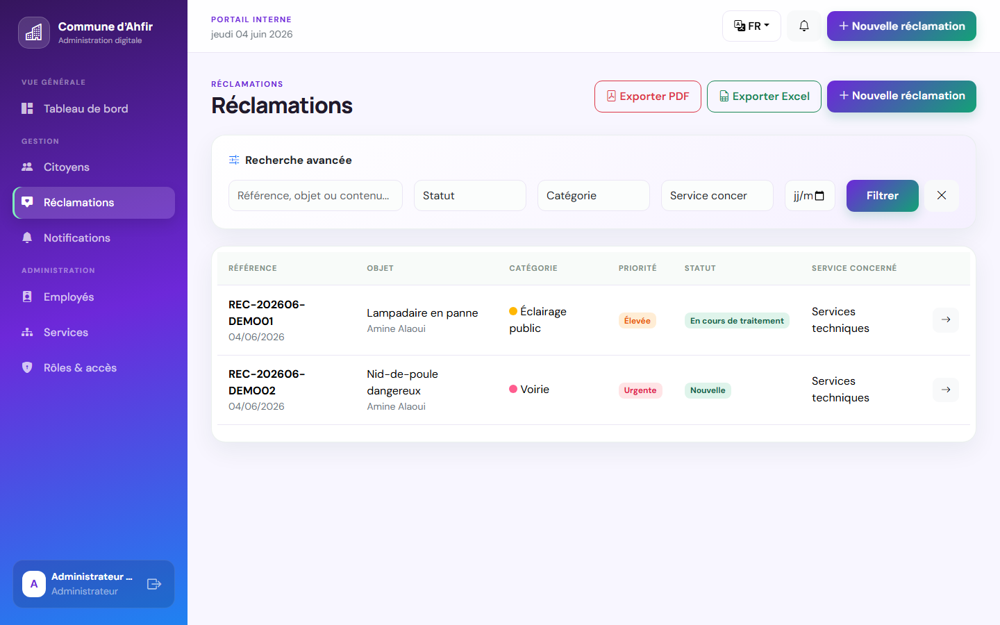 Commune d'Ahfir
Administration digitale
VUE GÉNÉRALE
Tableau de bord
GESTION
Citoyens
Réclamations
Notifications
ADMINISTRATION
Employés
Services
Rôles & accès
A
Administrateur ...
Administrateur
PORTAIL INTERNE
jeudi 04 juin 2026
FR
+ Nouvelle réclamation
RÉCLAMATIONS
Réclamations
Exporter PDF
Exporter Excel
+ Nouvelle réclamation
Recherche avancée
Référence, objet ou contenu...
Statut
Catégorie
Service concer
jj/m
Filtrer
RÉFÉRENCE OBJET CATÉGORIE PRIORITÉ STATUT SERVICE CONCERNÉ
REC-202606-
DEMO01
04/06/2026
Lampadaire en panne
Amine Alaoui
Éclairage
public
Élevée
En cours de traitement
Services
techniques
REC-202606-
DEMO02
04/06/2026
Nid-de-poule
dangereux
Amine Alaoui
Voirie
Urgente
Nouvelle
Services
techniques